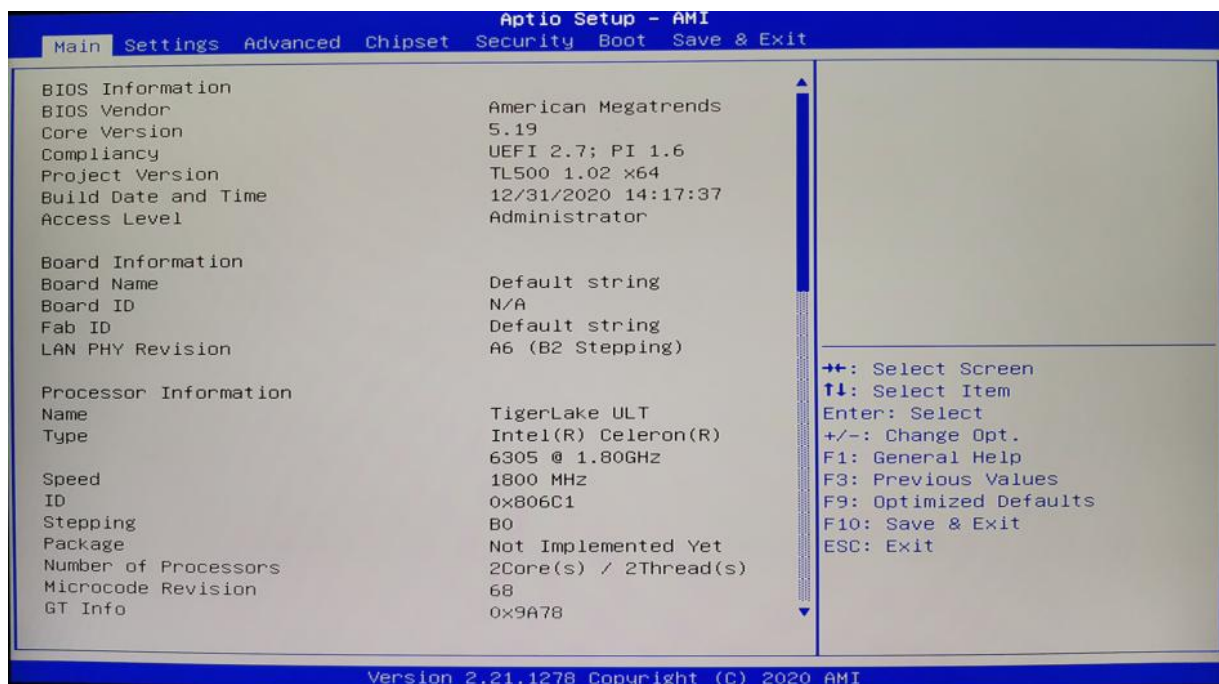 Aptio Setup – AMI
Main Settings Advanced Chipset Security Boot Save & Exit
BIOS Information
BIOS Vendor American Megatrends
Core Version 5.19
Compliancy UEFI 2.7; PI 1.6
Project Version TL500 1.02 x64
Build Date and Time 12/31/2020 14:17:37
Access Level Administrator
Board Information
Board Name Default string
Board ID N/A
Fab ID Default string
LAN PHY Revision A6 (B2 Stepping)
Processor Information
Name TigerLake ULT
Type Intel(R) Celeron(R)
6305 @ 1.80GHz
Speed 1800 MHz
ID 0x806C1
Stepping B0
Package Not Implemented Yet
Number of Processors 2Core(s) / 2Thread(s)
Microcode Revision 68
GT Info 0x9A78
→←: Select Screen
↑↓: Select Item
Enter: Select
+/-: Change Opt.
F1: General Help
F3: Previous Values
F9: Optimized Defaults
F10: Save & Exit
ESC: Exit
Version 2.21.1278 Copyright (C) 2020 AMI